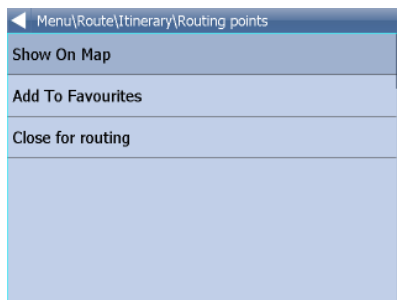 Menu\Route\Itinerary\Routing points
Show On Map
Add To Favourites
Close for routing